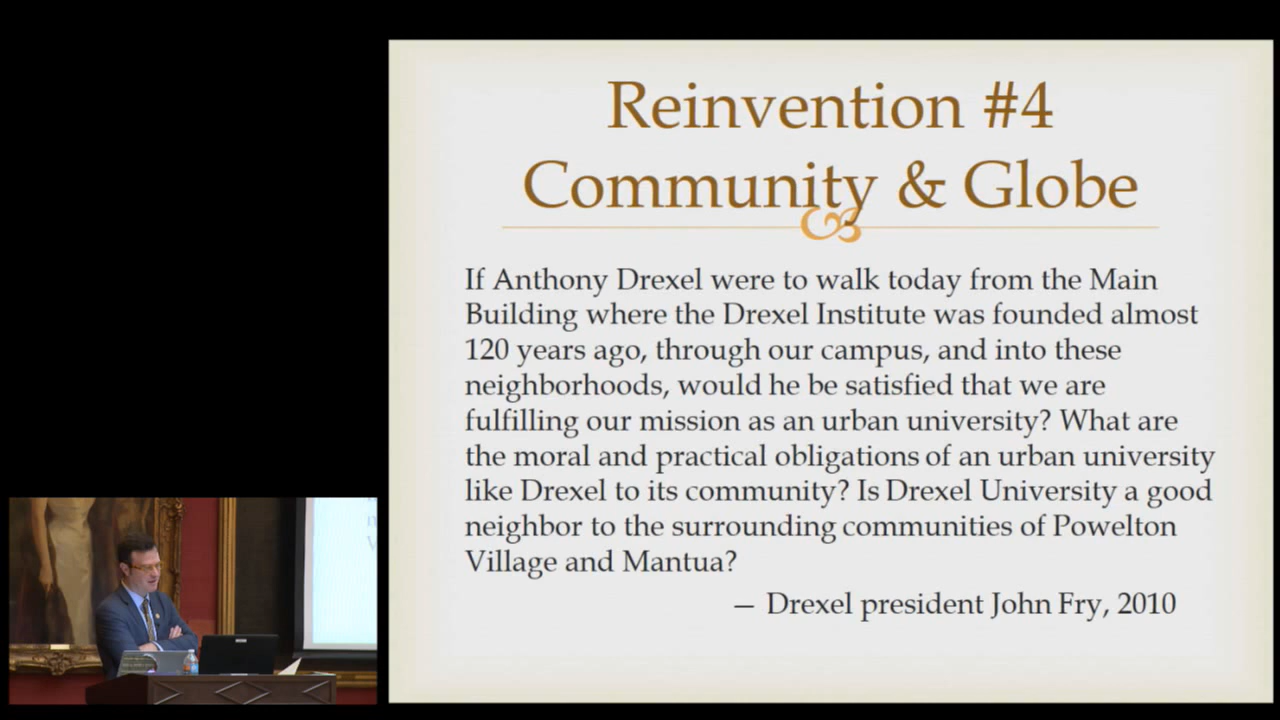 Reinvention #4
Community & Globe
If Anthony Drexel were to walk today from the Main
Building where the Drexel Institute was founded almost
120 years ago, through our campus, and into these
neighborhoods, would he be satisfied that we are
fulfilling our mission as an urban university? What are
the moral and practical obligations of an urban university
like Drexel to its community? Is Drexel University a good
neighbor to the surrounding communities of Powelton
Village and Mantua?
— Drexel president John Fry, 2010